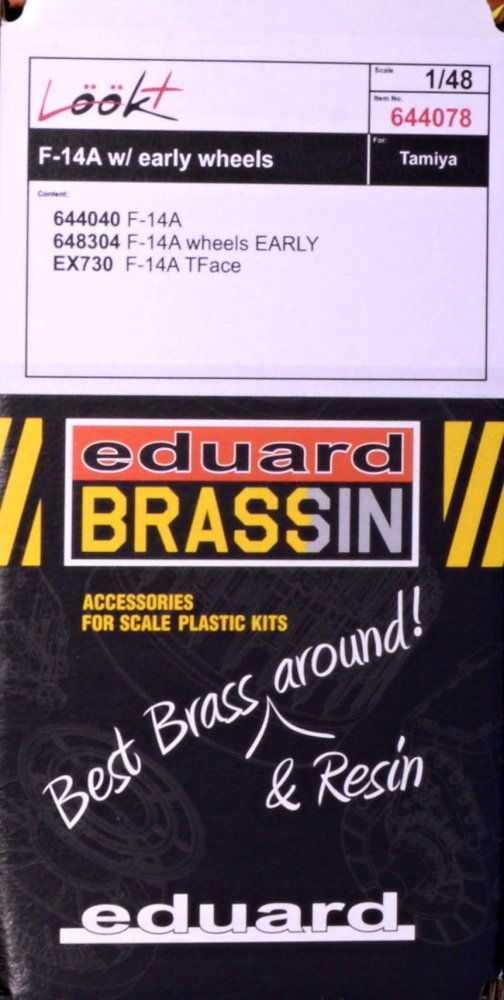 Löök+
Scale
1/48
Item No.
644078
F-14A w/ early wheels
For:
Tamiya
Content:
644040 F-14A
648304 F-14A wheels EARLY
EX730 F-14A TFace
eduard
BRASSIN
ACCESSORIES
FOR SCALE PLASTIC KITS
Best Brass around!
& Resin
eduard